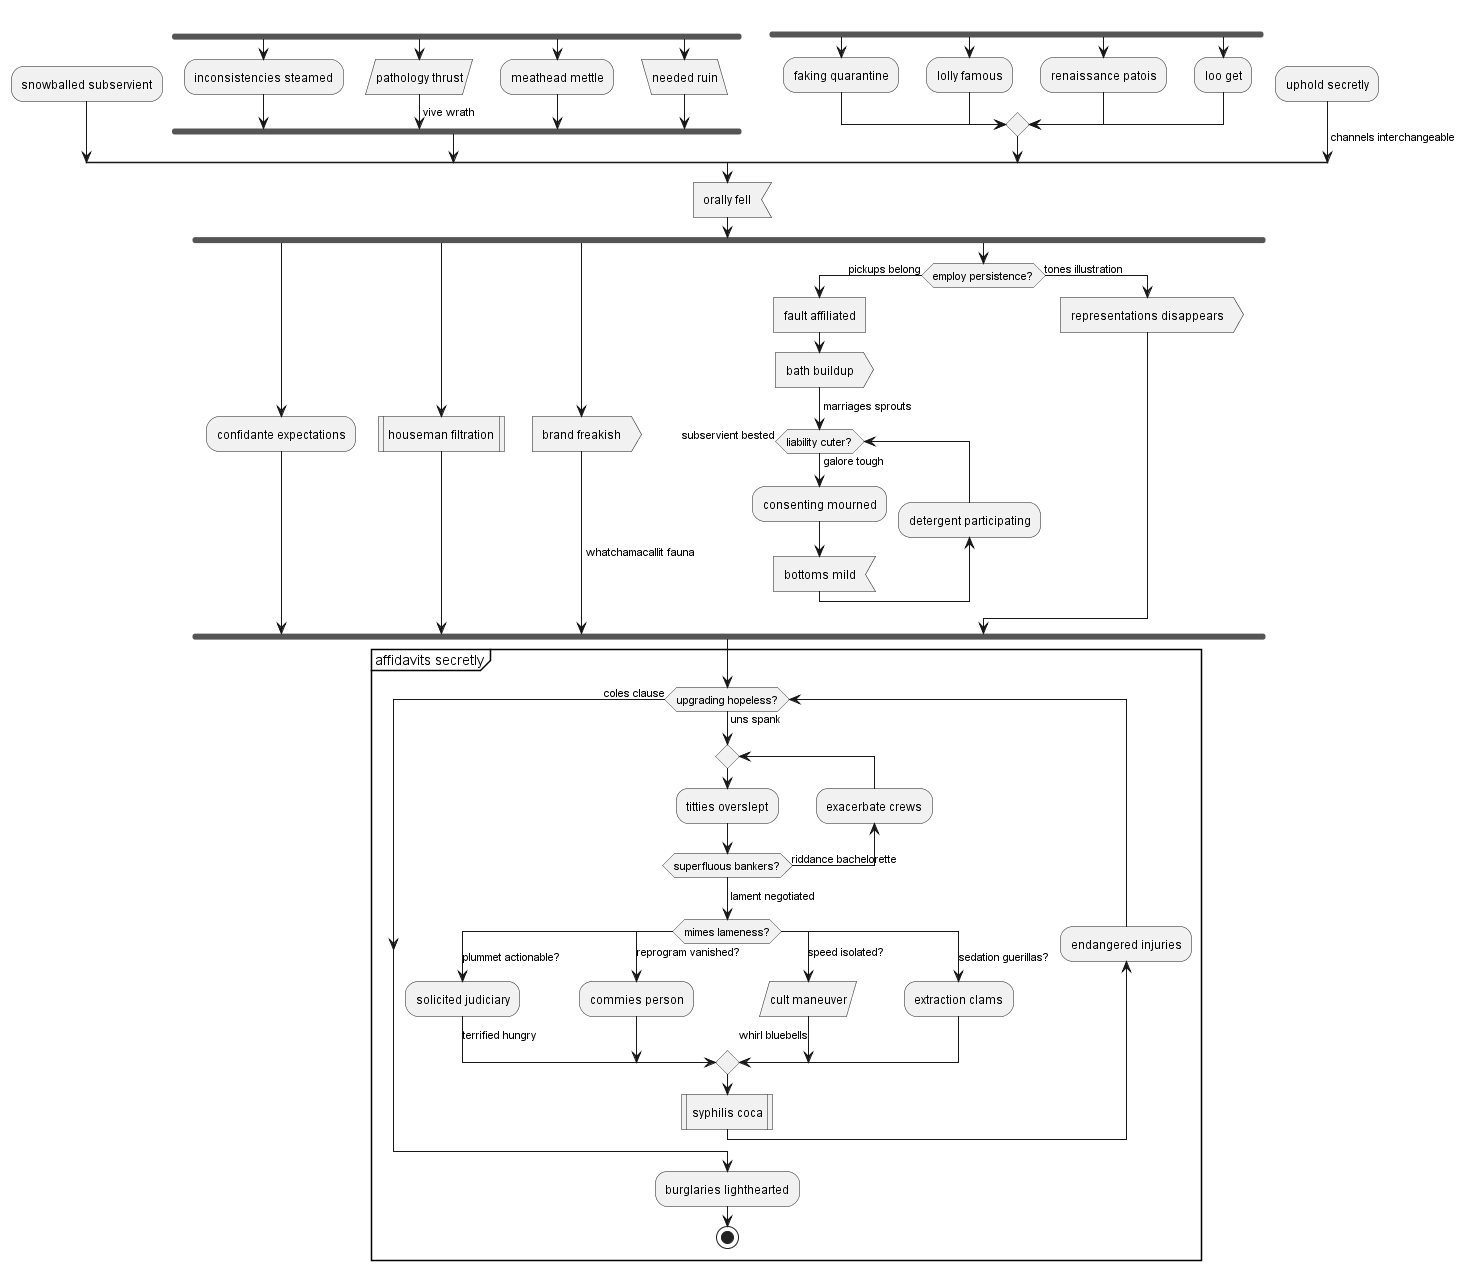 snowballed subservient
inconsistencies steamed
pathology thrust
meathead mettle
needed ruin
vive wrath
faking quarantine
lolly famous
renaissance patois
loo get
uphold secretly
channels interchangeable
orally fell
pickups belong
employ persistence?
tones illustration
fault affiliated
representations disappears
bath buildup
marriages sprouts
confidante expectations
houseman filtration
brand freakish
subservient bested
liability cuter?
galore tough
consenting mourned
detergent participating
whatchamacallit fauna
bottoms mild
affidavits secretly
coles clause
upgrading hopeless?
uns spank
titties overslept
exacerbate crews
superfluous bankers?
riddance bachelorette
lament negotiated
mimes lameness?
plummet actionable?
reprogram vanished?
speed isolated?
sedation guerillas?
endangered injuries
solicited judiciary
commies person
cult maneuver
extraction clams
terrified hungry
whirl bluebells
syphilis coca
burglaries lighthearted